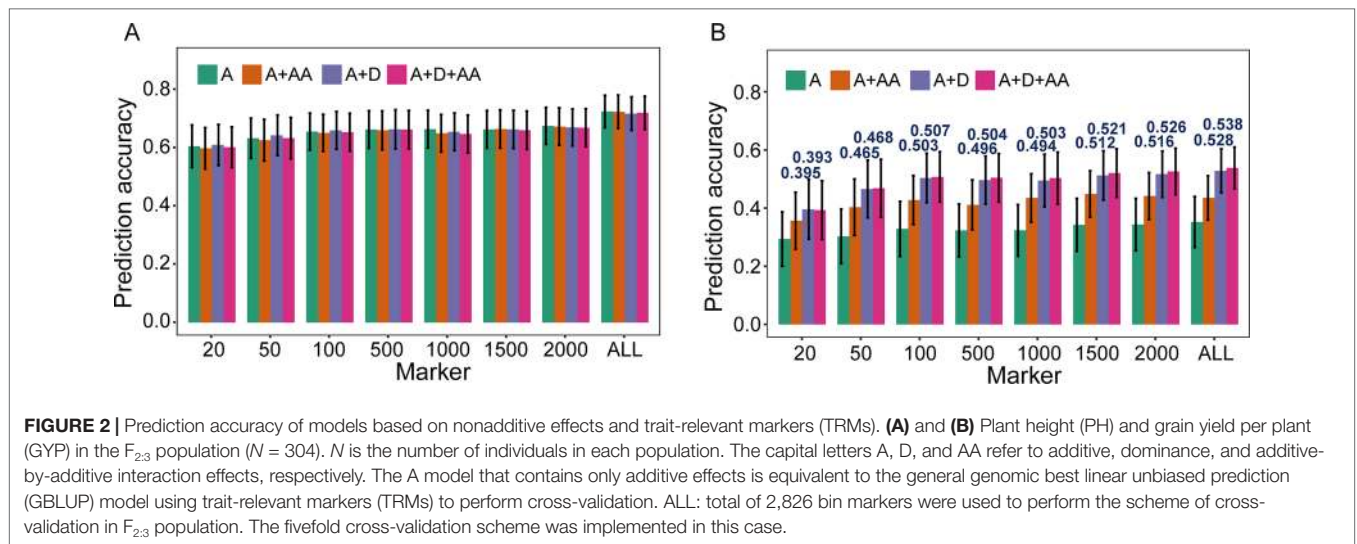 A
A A+AA A+D A+D+AA
0.8
0.6
0.4
0.2
0.0
Prediction accuracy
20 50 100 500 1000 1500 2000 ALL
Marker
B
A A+AA A+D A+D+AA
0.8
0.6
0.4
0.2
0.0
Prediction accuracy
0.393 0.468 0.507 0.504 0.503 0.521 0.526 0.538
0.395 0.465 0.503 0.496 0.494 0.512 0.516 0.528
20 50 100 500 1000 1500 2000 ALL
Marker
FIGURE 2 | Prediction accuracy of models based on nonadditive effects and trait-relevant markers (TRMs). (A) and (B) Plant height (PH) and grain yield per plant
(GYP) in the F2:3 population (N = 304). N is the number of individuals in each population. The capital letters A, D, and AA refer to additive, dominance, and additive-
by-additive interaction effects, respectively. The A model that contains only additive effects is equivalent to the general genomic best linear unbiased prediction
(GBLUP) model using trait-relevant markers (TRMs) to perform cross-validation. ALL: total of 2,826 bin markers were used to perform the scheme of cross-
validation in F2:3 population. The fivefold cross-validation scheme was implemented in this case.